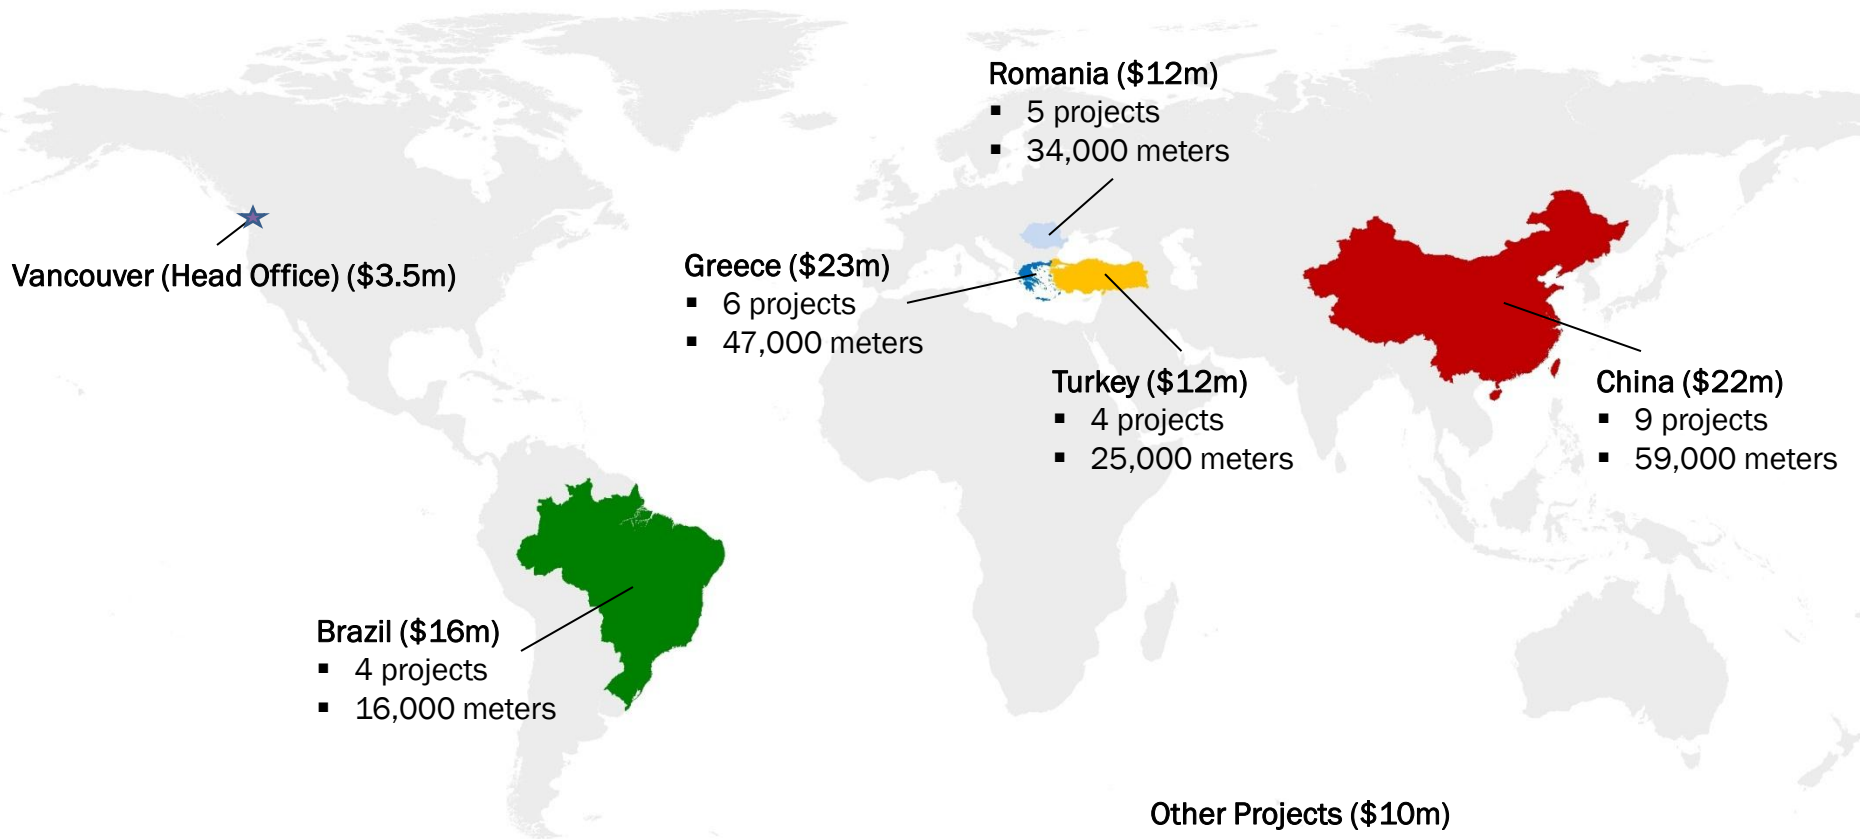 Romania ($12m)
▪ 5 projects
▪ 34,000 meters
Vancouver (Head Office) ($3.5m)
Greece ($23m)
▪ 6 projects
▪ 47,000 meters
Turkey ($12m)
▪ 4 projects
▪ 25,000 meters
China ($22m)
▪ 9 projects
▪ 59,000 meters
Brazil ($16m)
▪ 4 projects
▪ 16,000 meters
Other Projects ($10m)